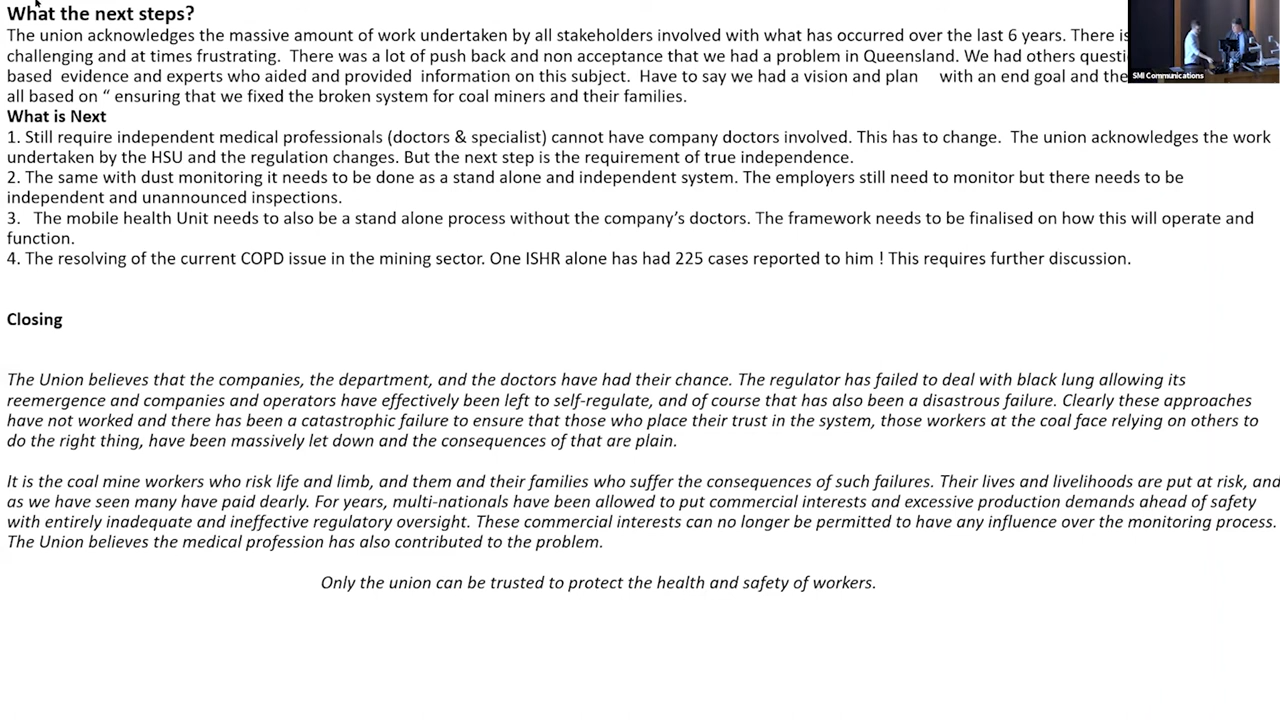 What the next steps?
The union acknowledges the massive amount of work undertaken by all stakeholders involved with what has occurred over the last 6 years. There is
challenging and at times frustrating. There was a lot of push back and non acceptance that we had a problem in Queensland. We had others questi
based evidence and experts who aided and provided information on this subject. Have to say we had a vision and plan with an end goal and the
all based on “ ensuring that we fixed the broken system for coal miners and their families.
What is Next
1. Still require independent medical professionals (doctors & specialist) cannot have company doctors involved. This has to change. The union acknowledges the work
undertaken by the HSU and the regulation changes. But the next step is the requirement of true independence.
2. The same with dust monitoring it needs to be done as a stand alone and independent system. The employers still need to monitor but there needs to be
independent and unannounced inspections.
3. The mobile health Unit needs to also be a stand alone process without the company’s doctors. The framework needs to be finalised on how this will operate and
function.
4. The resolving of the current COPD issue in the mining sector. One ISHR alone has had 225 cases reported to him ! This requires further discussion.
Closing
The Union believes that the companies, the department, and the doctors have had their chance. The regulator has failed to deal with black lung allowing its
reemergence and companies and operators have effectively been left to self-regulate, and of course that has also been a disastrous failure. Clearly these approaches
have not worked and there has been a catastrophic failure to ensure that those who place their trust in the system, those workers at the coal face relying on others to
do the right thing, have been massively let down and the consequences of that are plain.
It is the coal mine workers who risk life and limb, and them and their families who suffer the consequences of such failures. Their lives and livelihoods are put at risk, and
as we have seen many have paid dearly. For years, multi-nationals have been allowed to put commercial interests and excessive production demands ahead of safety
with entirely inadequate and ineffective regulatory oversight. These commercial interests can no longer be permitted to have any influence over the monitoring process.
The Union believes the medical profession has also contributed to the problem.
Only the union can be trusted to protect the health and safety of workers.
SMI Communications